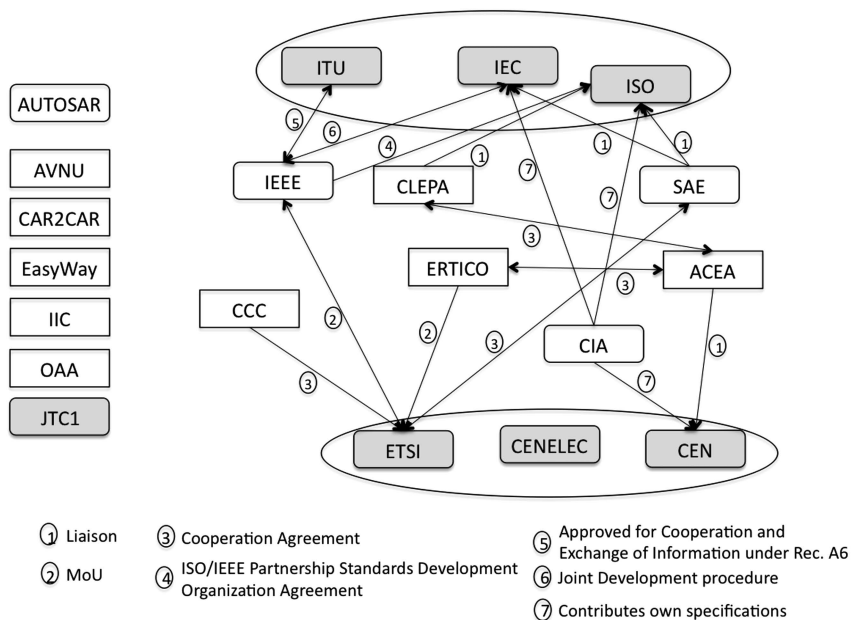 ITU
IEC
ISO
AUTOSAR
5
6
4
1
1
1
AVNU
IEEE
CLEPA
7
SAE
CAR2CAR
7
3
EasyWay
ERTICO
3
ACEA
CCC
IIC
2
2
3
CIA
1
OAA
3
7
JTC1
ETSI
CENELEC
CEN
1 Liaison
2 MoU
3 Cooperation Agreement
4 ISO/IEEE Partnership Standards Development
Organization Agreement
5 Approved for Cooperation and
Exchange of Information under Rec. A6
6 Joint Development procedure
7 Contributes own specifications